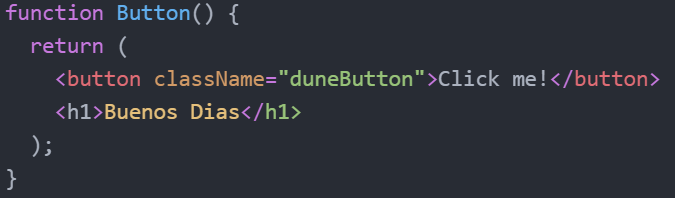 function Button() {
  return (
    <button className="duneButton">Click me!</button>
    <h1>Buenos Dias</h1>
  );
}